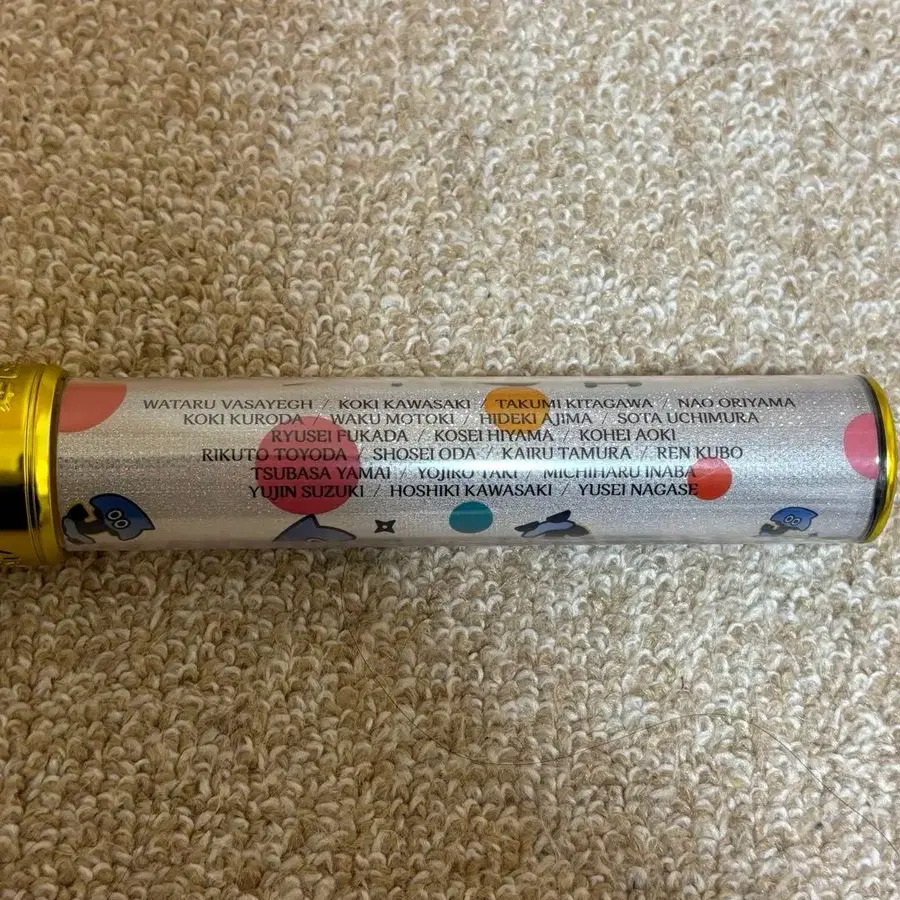 WATARU VASAYEGH / KOKI KAWASAKI / TAKUMI KITAGAWA / NAO ORIYAMA
KOKI KURODA / WAKU MOTOKI / HIDEKI AJIMA / SOTA UCHIMURA
RYUSEI FUKADA / KOSEI HIYAMA / KOHEI AOKI
RIKUTO TOYODA / SHOSEI ODA / KAIRU TAMURA / REN KUBO
TSUBASA YAMAI / YOJIRO TAKI / MICHIHARU INABA
YUJIN SUZUKI / HOSHIKI KAWASAKI / YUSEI NAGASE